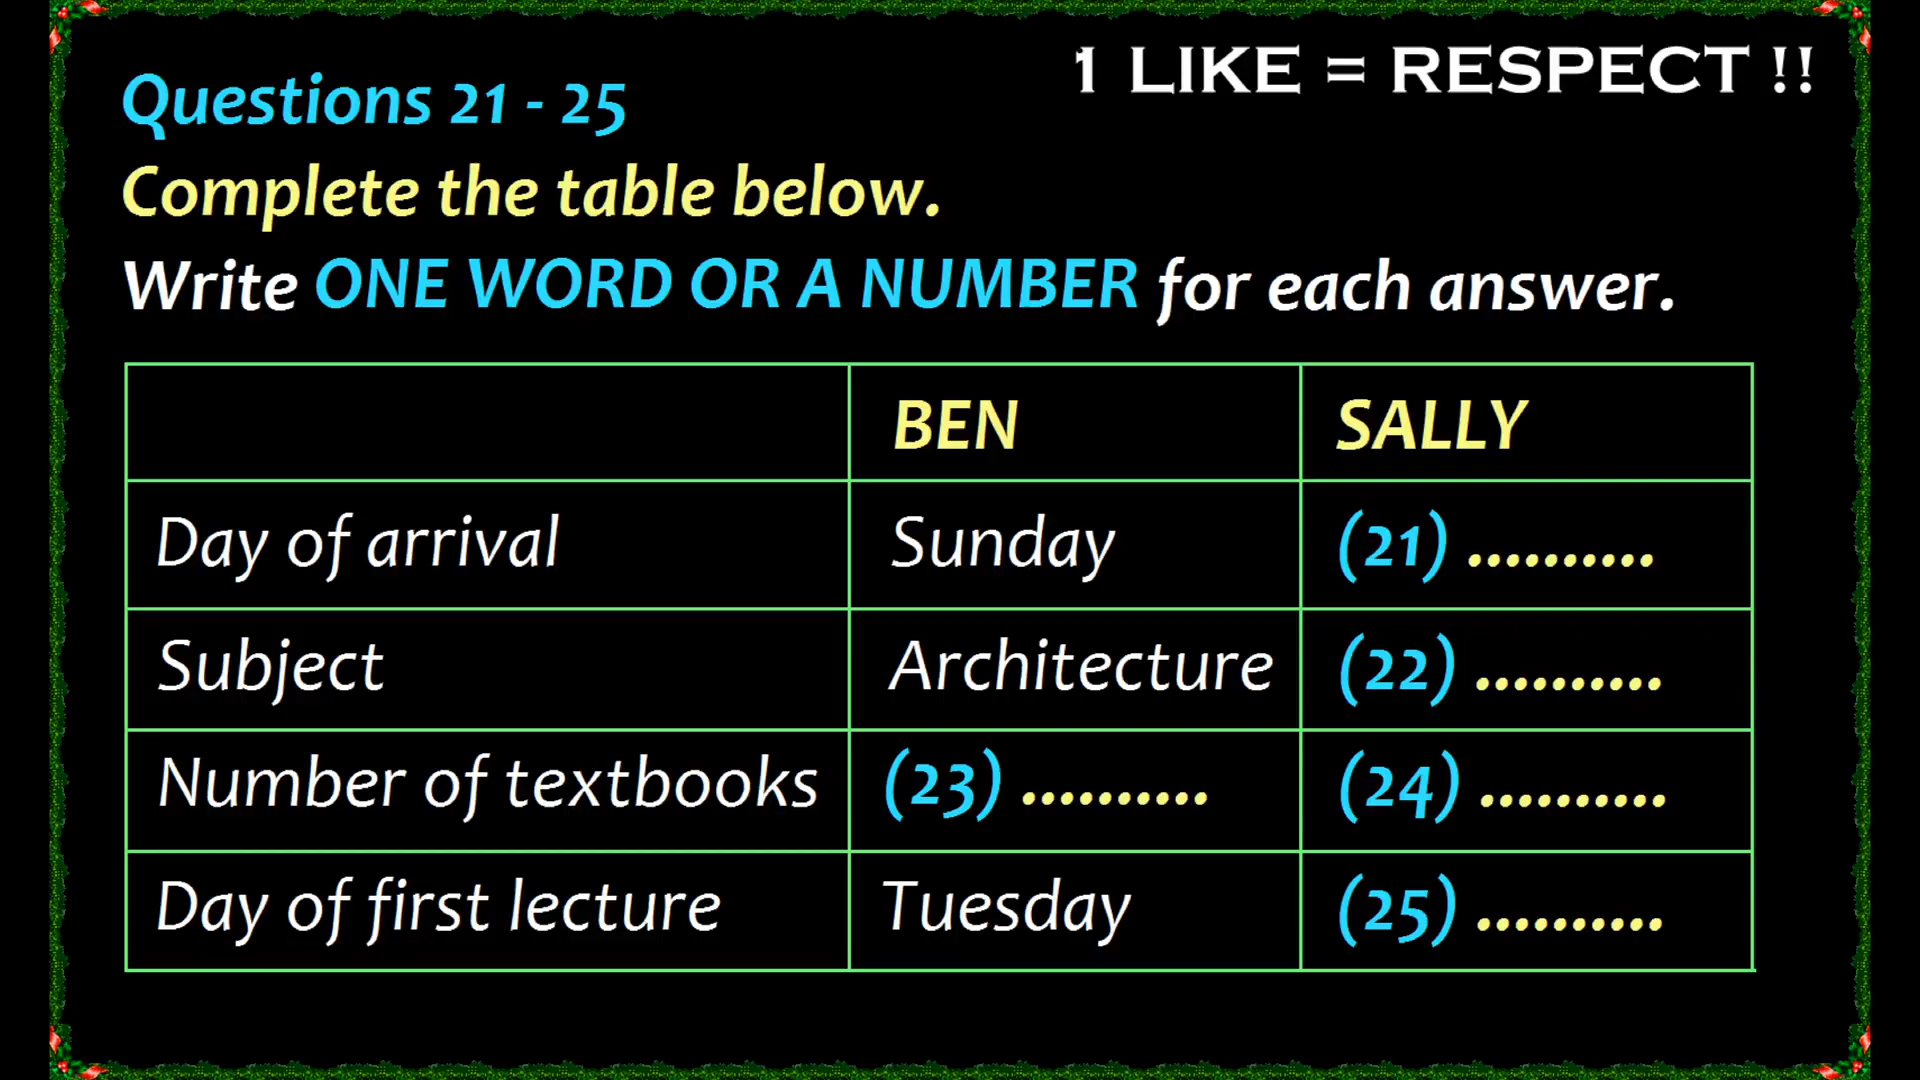 1 LIKE = RESPECT !!
Questions 21 - 25
Complete the table below.
Write ONE WORD OR A NUMBER for each answer.
BEN SALLY
Day of arrival Sunday (21) ..........
Subject Architecture (22) ..........
Number of textbooks (23) .......... (24) ..........
Day of first lecture Tuesday (25) ..........